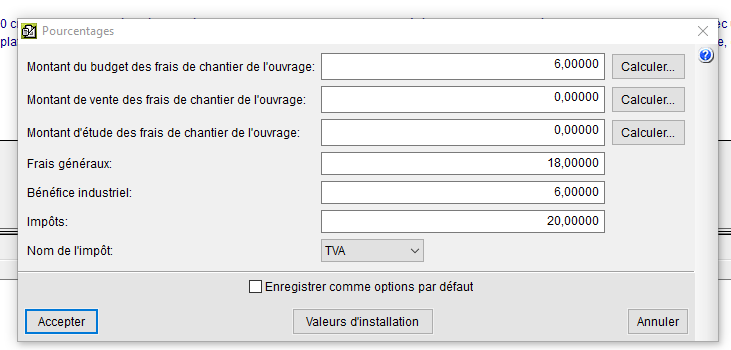 Pourcentages
Montant du budget des frais de chantier de l'ouvrage: 6,00000 Calculer...
Montant de vente des frais de chantier de l'ouvrage: 0,00000 Calculer...
Montant d'étude des frais de chantier de l'ouvrage: 0,00000 Calculer...
Frais généraux: 18,00000
Bénéfice industriel: 6,00000
Impôts: 20,00000
Nom de l'impôt: TVA
Enregistrer comme options par défaut
Accepter Valeurs d'installation Annuler